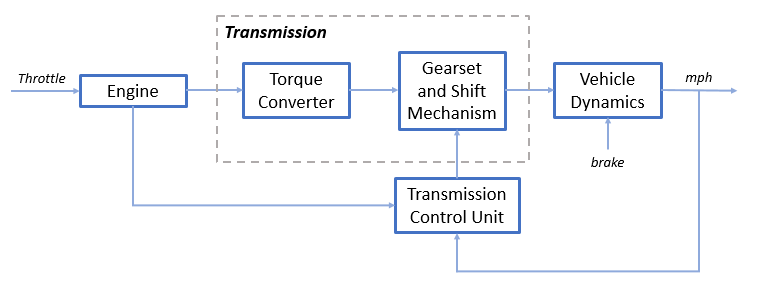 Transmission
Throttle
Engine
Torque
Converter
Gearset
and Shift
Mechanism
Vehicle
Dynamics
mph
brake
Transmission
Control Unit